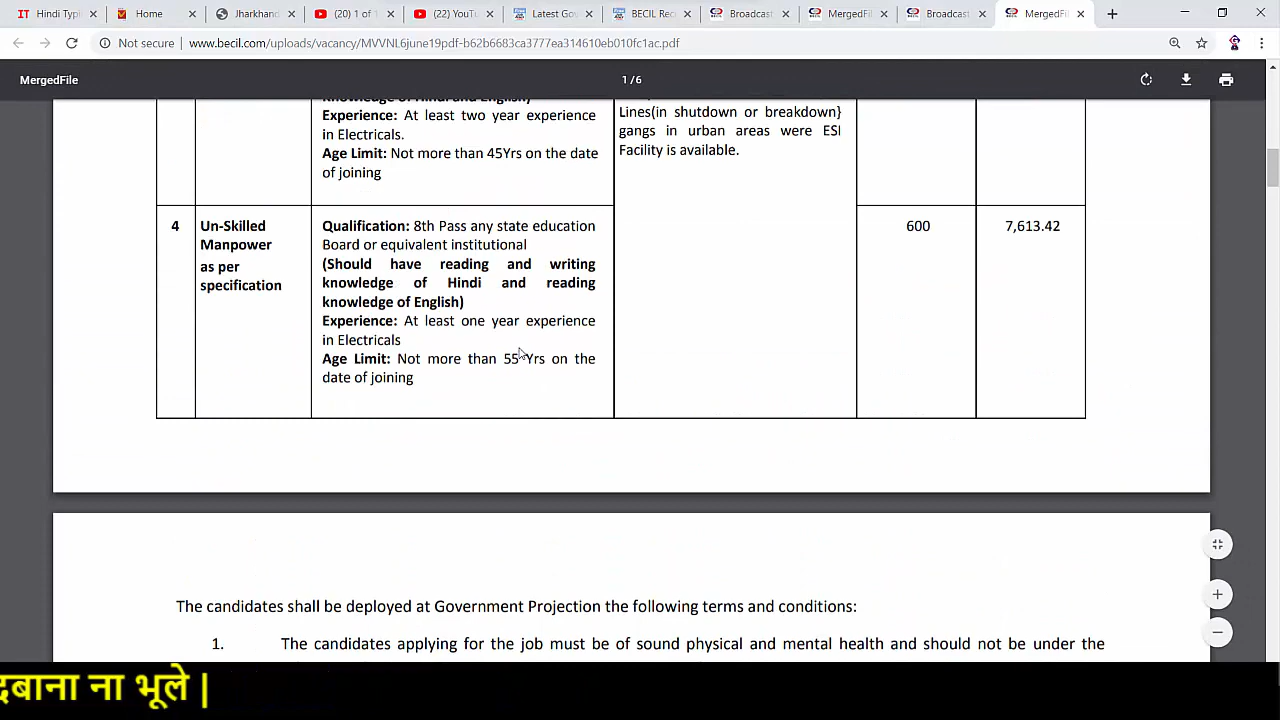 Hindi Typi
Home
Jharkhand
(20) 1 of 1
(22) YouTu
Latest Gov
BECIL Rec
Broadcast
MergedFil
Broadcast
MergedFil
Not secure | www.becil.com/uploads/vacancy/MVVNL6june19pdf-b62b6683ca3777ea314610eb010fc1ac.pdf
MergedFile
1 / 6
knowledge of Hindi and English)
Experience: At least two year experience
in Electricals.
Age Limit: Not more than 45Yrs on the date
of joining
Lines(in shutdown or breakdown}
gangs in urban areas were ESI
Facility is available.
4
Un-Skilled
Manpower
as per
specification
Qualification: 8th Pass any state education
Board or equivalent institutional
(Should have reading and writing
knowledge of Hindi and reading
knowledge of English)
Experience: At least one year experience
in Electricals
Age Limit: Not more than 55 Yrs on the
date of joining
600
7,613.42
The candidates shall be deployed at Government Projection the following terms and conditions:
1. The candidates applying for the job must be of sound physical and mental health and should not be under the
दबाना ना भूले |